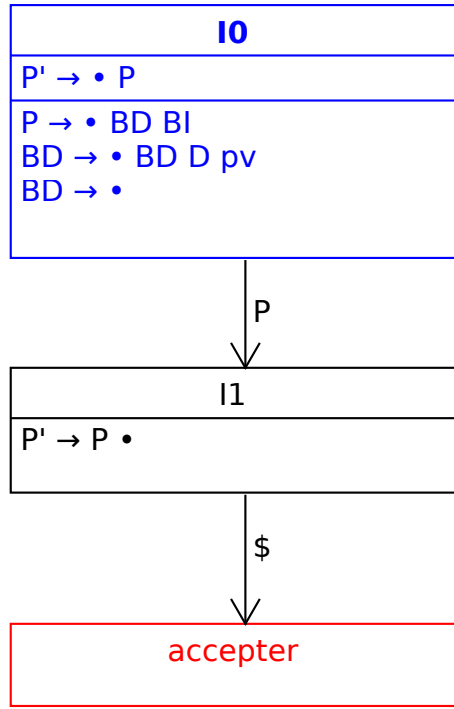 I0
P' → • P
P → • BD BI
BD → • BD D pv
BD → •
P
I1
P' → P •
$
accepter